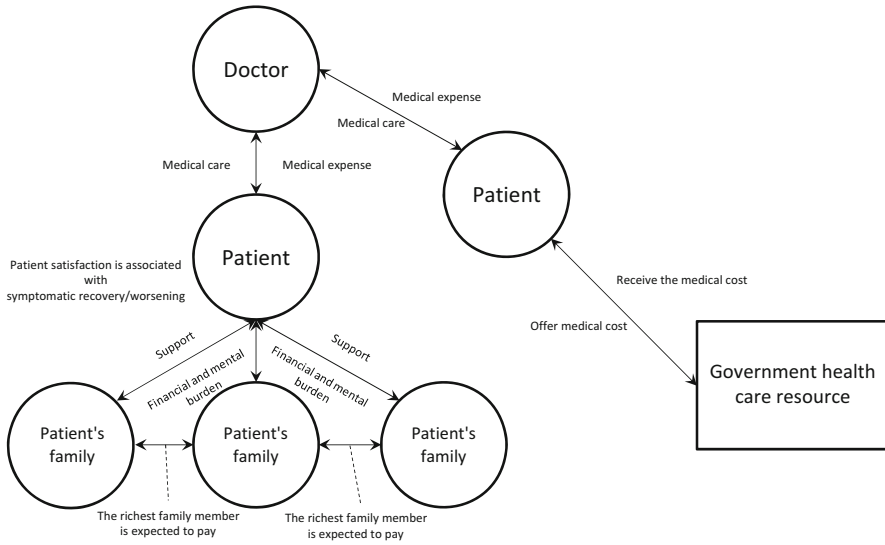 Doctor
Medical expense
Medical care
Medical care
Medical expense
Patient
Patient
Patient satisfaction is associated
with
symptomatic recovery/worsening
Receive the medical cost
Offer medical cost
Support
Financial and mental
burden
Financial and mental
burden
Support
Government health
care resource
Patient's
family
Patient's
family
Patient's
family
The richest family member
is expected to pay
The richest family member
is expected to pay